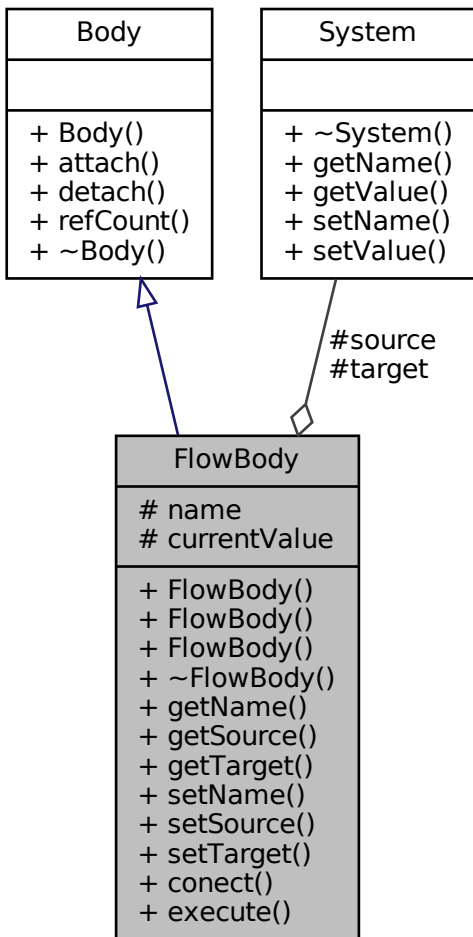 Body
+ Body()
+ attach()
+ detach()
+ refCount()
+ ~Body()
System
+ ~System()
+ getName()
+ getValue()
+ setName()
+ setValue()
#source
#target
FlowBody
# name
# currentValue
+ FlowBody()
+ FlowBody()
+ FlowBody()
+ ~FlowBody()
+ getName()
+ getSource()
+ getTarget()
+ setName()
+ setSource()
+ setTarget()
+ conect()
+ execute()